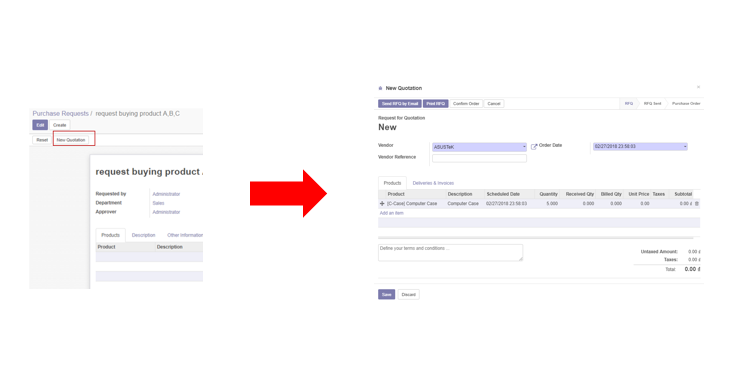 Purchase Requests / request buying product A,B,C
Edit Create
Reset New Quotation
request buying product
Requested by Administrator
Department Sales
Approver Administrator
Products Description Other Information
Product Description
New Quotation ×
Send RFQ by Email Print RFQ Confirm Order Cancel RFQ RFQ Sent Purchase Order
Request for Quotation
New
Vendor ASUSTeK Order Date 02/27/2018 23:58:03
Vendor Reference
Products Deliveries & Invoices
Product Description Scheduled Date Quantity Received Qty Billed Qty Unit Price Taxes Subtotal
[C-Case] Computer Case Computer Case 02/27/2018 23:58:03 5.000 0.000 0.000 0.00 0.00 đ
Add an item
Define your terms and conditions ...
Untaxed Amount: 0.00 đ
Taxes: 0.00 đ
Total: 0.00 đ
Save Discard